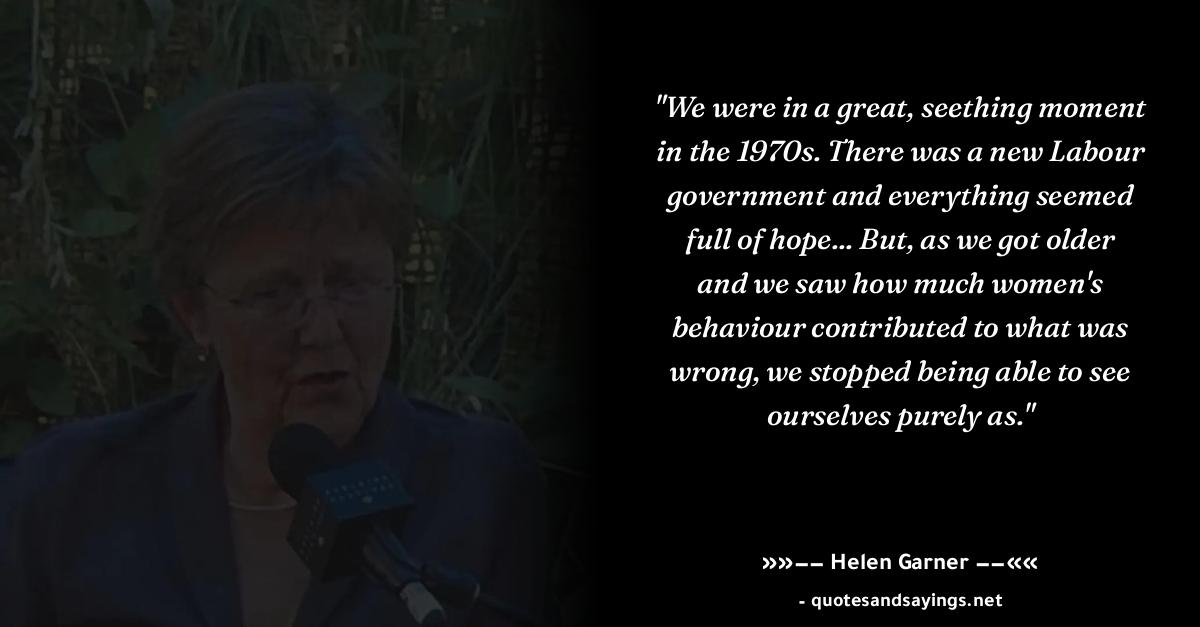 "We were in a great, seething moment
in the 1970s. There was a new Labour
government and everything seemed
full of hope... But, as we got older
and we saw how much women's
behaviour contributed to what was
wrong, we stopped being able to see
ourselves purely as."
»»–– Helen Garner ––««
- quotesandsayings.net